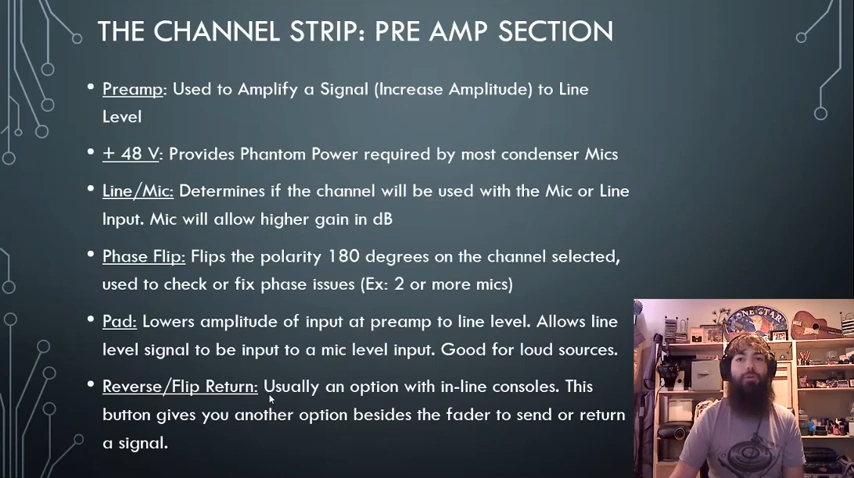 THE CHANNEL STRIP: PRE AMP SECTION
• Preamp: Used to Amplify a Signal (Increase Amplitude) to Line
Level
• + 48 V: Provides Phantom Power required by most condenser Mics
• Line/Mic: Determines if the channel will be used with the Mic or Line
Input. Mic will allow higher gain in dB
• Phase Flip: Flips the polarity 180 degrees on the channel selected,
used to check or fix phase issues (Ex: 2 or more mics)
• Pad: Lowers amplitude of input at preamp to line level. Allows line
level signal to be input to a mic level input. Good for loud sources.
• Reverse/Flip Return: Usually an option with in-line consoles. This
button gives you another option besides the fader to send or return
a signal.